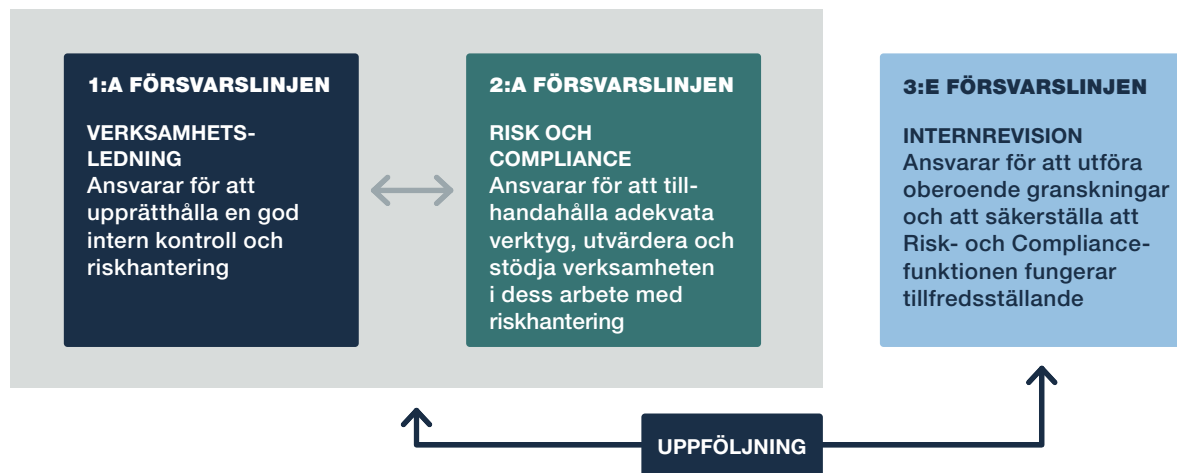 1:A FÖRSVARSLINJEN
VERKSAMHETS-
LEDNING
Ansvarar för att
upprätthålla en god
intern kontroll och
riskhantering
2:A FÖRSVARSLINJEN
RISK OCH
COMPLIANCE
Ansvarar för att till-
handahålla adekvata
verktyg, utvärdera och
stödja verksamheten
i dess arbete med
riskhantering
3:E FÖRSVARSLINJEN
INTERNREVISION
Ansvarar för att utföra
oberoende granskningar
och att säkerställa att
Risk- och Compliance-
funktionen fungerar
tillfredsställande
UPPFÖLJNING